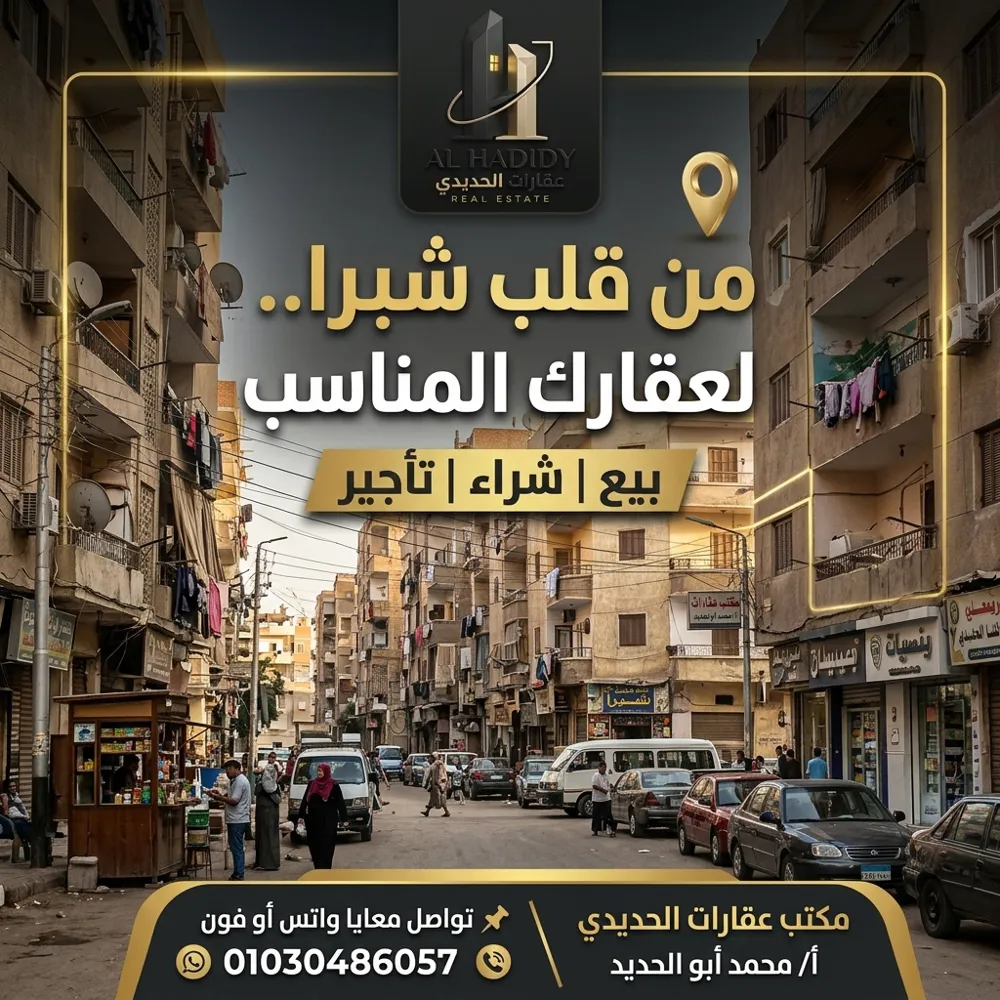 AL HADIDY
عقارات الحديدي
REAL ESTATE
من قلب شبرا..
لعقارك المناسب
بيع | شراء | تأجير
مكتب عقارات
مكتب عقارات الحديدي
أ/ محمد أبو الحديد
تواصل معايا واتس أو فون
01030486057